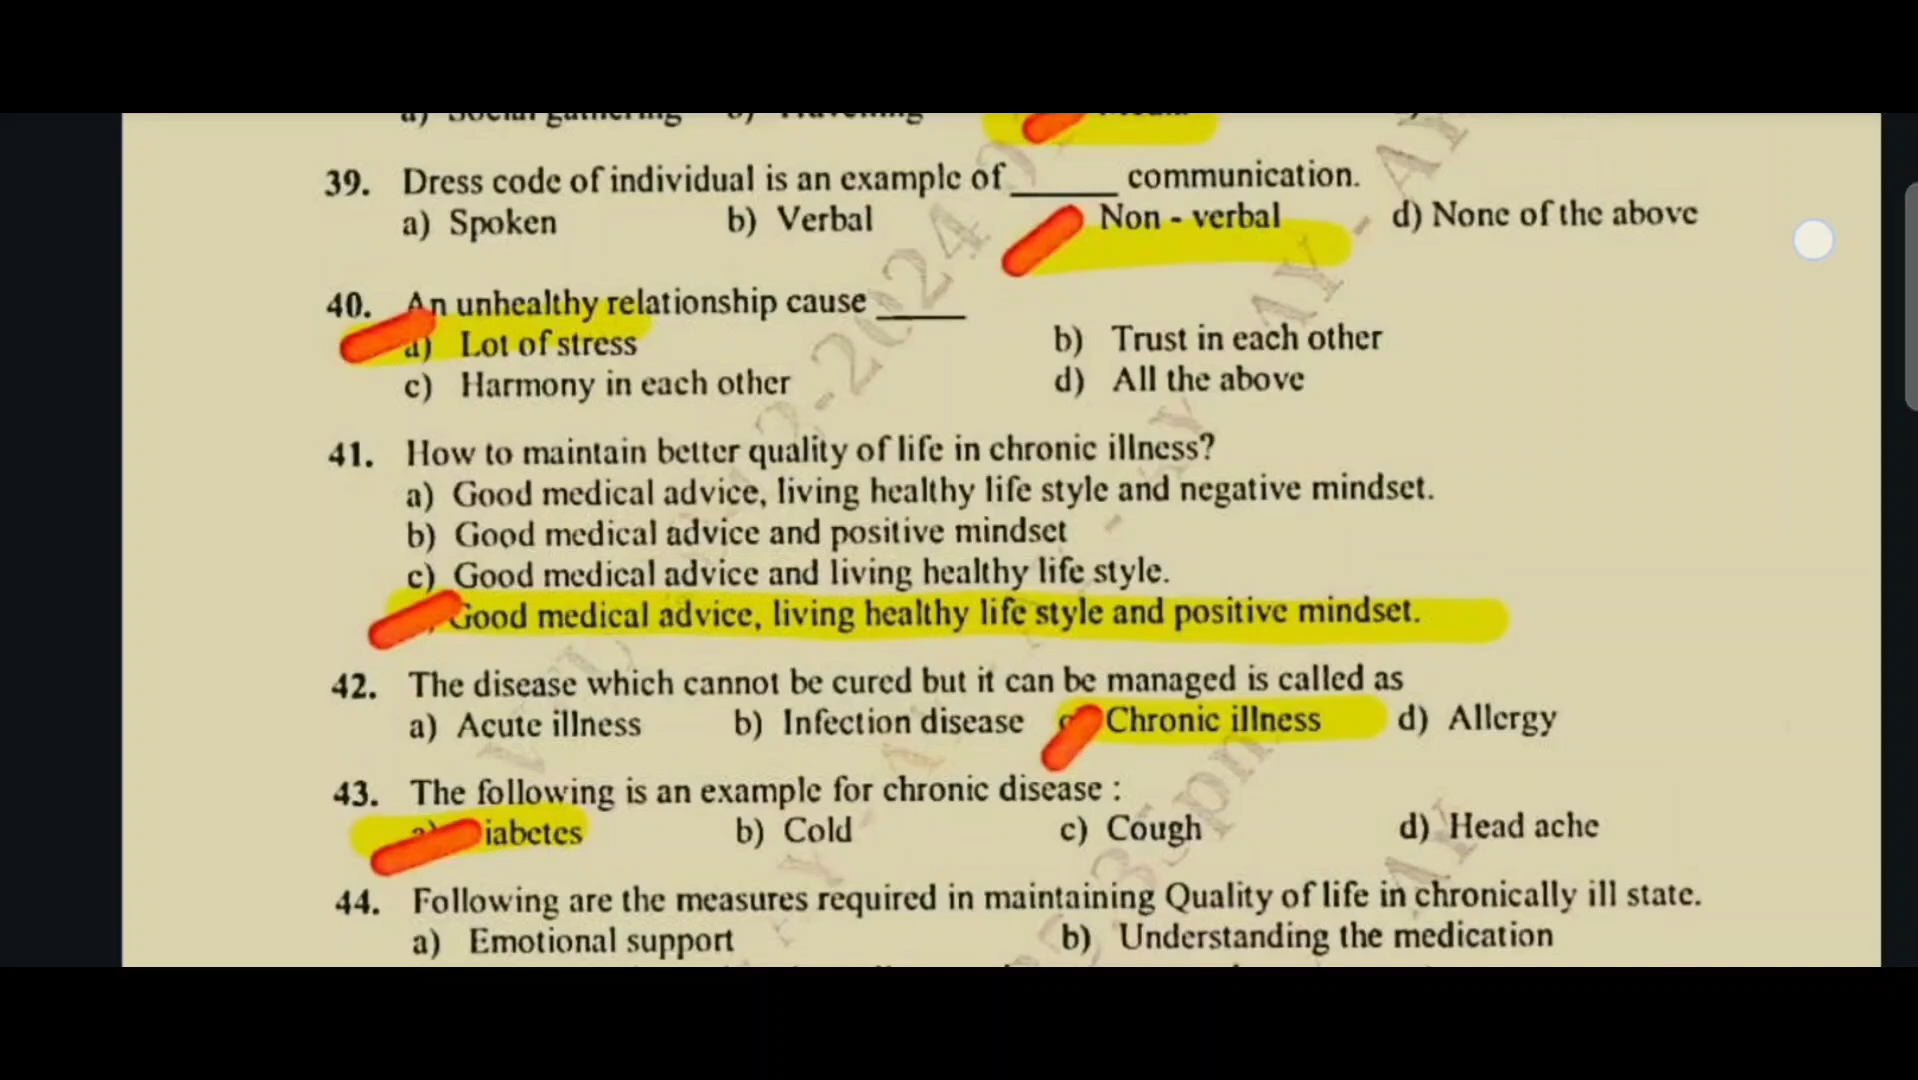 a) Social gathering b) Travelling
39. Dress code of individual is an example of ______ communication.
a) Spoken b) Verbal Non - verbal d) None of the above
40. An unhealthy relationship cause _____
a) Lot of stress b) Trust in each other
c) Harmony in each other d) All the above
41. How to maintain better quality of life in chronic illness?
a) Good medical advice, living healthy life style and negative mindset.
b) Good medical advice and positive mindset
c) Good medical advice and living healthy life style.
Good medical advice, living healthy life style and positive mindset.
42. The disease which cannot be cured but it can be managed is called as
a) Acute illness b) Infection disease c) Chronic illness d) Allergy
43. The following is an example for chronic disease :
a) iabetes b) Cold c) Cough d) Head ache
44. Following are the measures required in maintaining Quality of life in chronically ill state.
a) Emotional support b) Understanding the medication